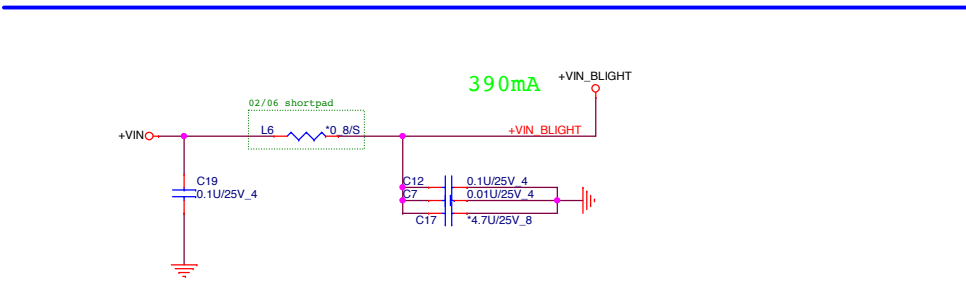 390mA
+VIN_BLIGHT
02/06 shortpad
+VIN
L6
*0_8/S
+VIN_BLIGHT
C19
0.1U/25V_4
C12
0.1U/25V_4
C7
0.01U/25V_4
C17
*4.7U/25V_8